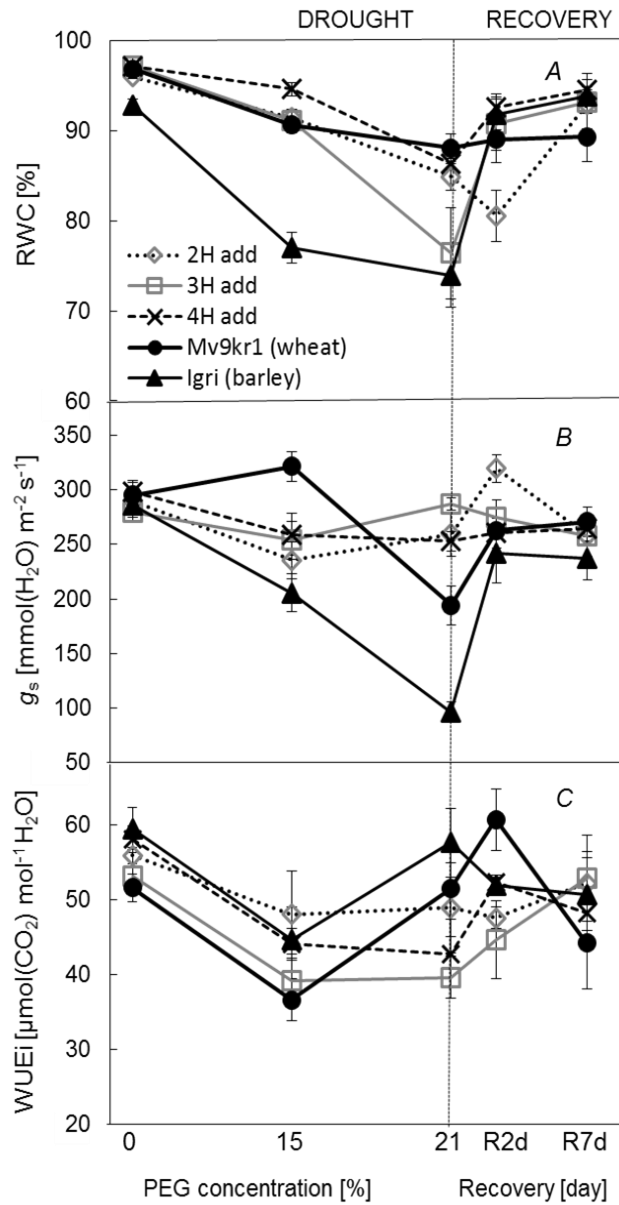 DROUGHT RECOVERY
A
100
90
80
70
60
RWC [%]
2H add
3H add
4H add
Mv9kr1 (wheat)
Igri (barley)
B
350
300
250
200
150
100
50
gs [mmol(H₂O) m⁻² s⁻¹]
C
60
50
40
30
20
WUEi [µmol(CO₂) mol⁻¹ H₂O]
0 15 21 R2d R7d
PEG concentration [%] Recovery [day]